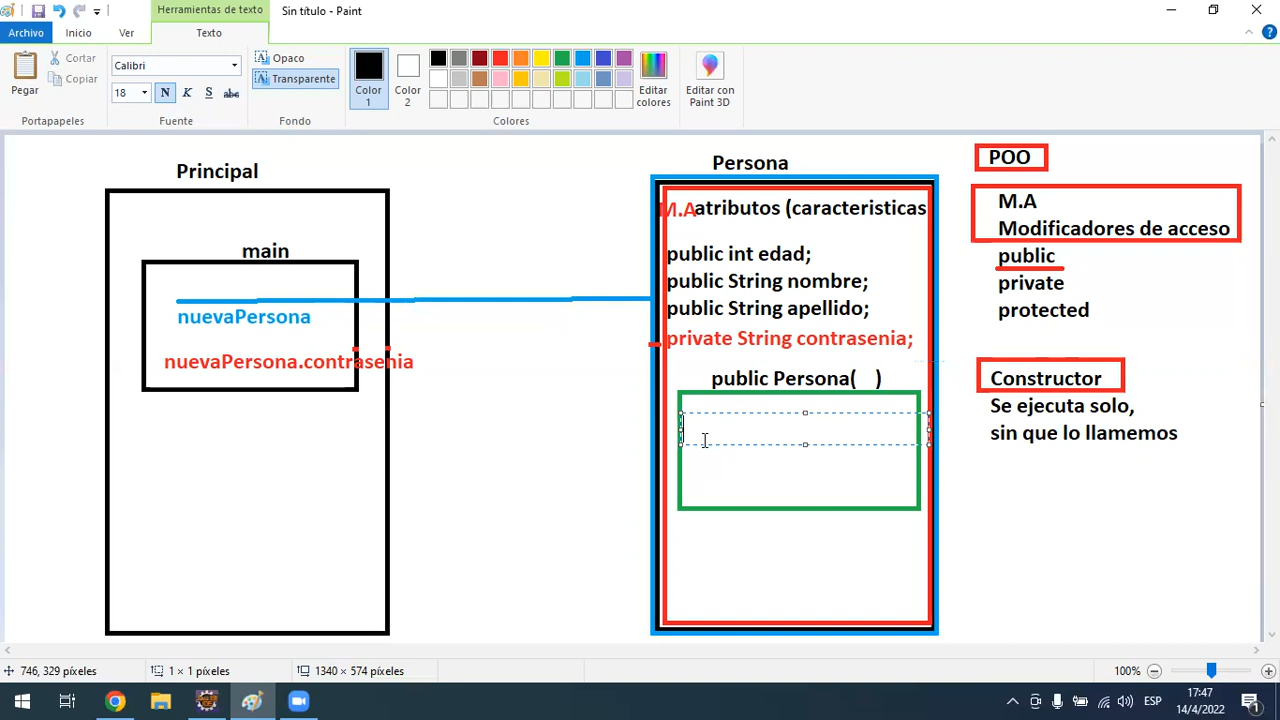 Herramientas de texto
Sin título - Paint
Archivo
Inicio
Ver
Texto
Pegar
Cortar
Copiar
Portapapeles
Calibri
18
N K S abc
Fuente
Opaco
Transparente
Fondo
Color 1
Color 2
Editar colores
Colores
Editar con Paint 3D
Principal
main
nuevaPersona
nuevaPersona.contrasenia
Persona
M.A atributos (caracteristicas
public int edad;
public String nombre;
public String apellido;
private String contrasenia;
public Persona( )
POO
M.A
Modificadores de acceso
public
private
protected
Constructor
Se ejecuta solo,
sin que lo llamemos
746, 329 píxeles
1 × 1 píxeles
1340 × 574 píxeles
100%
ESP
17:47
14/4/2022
1